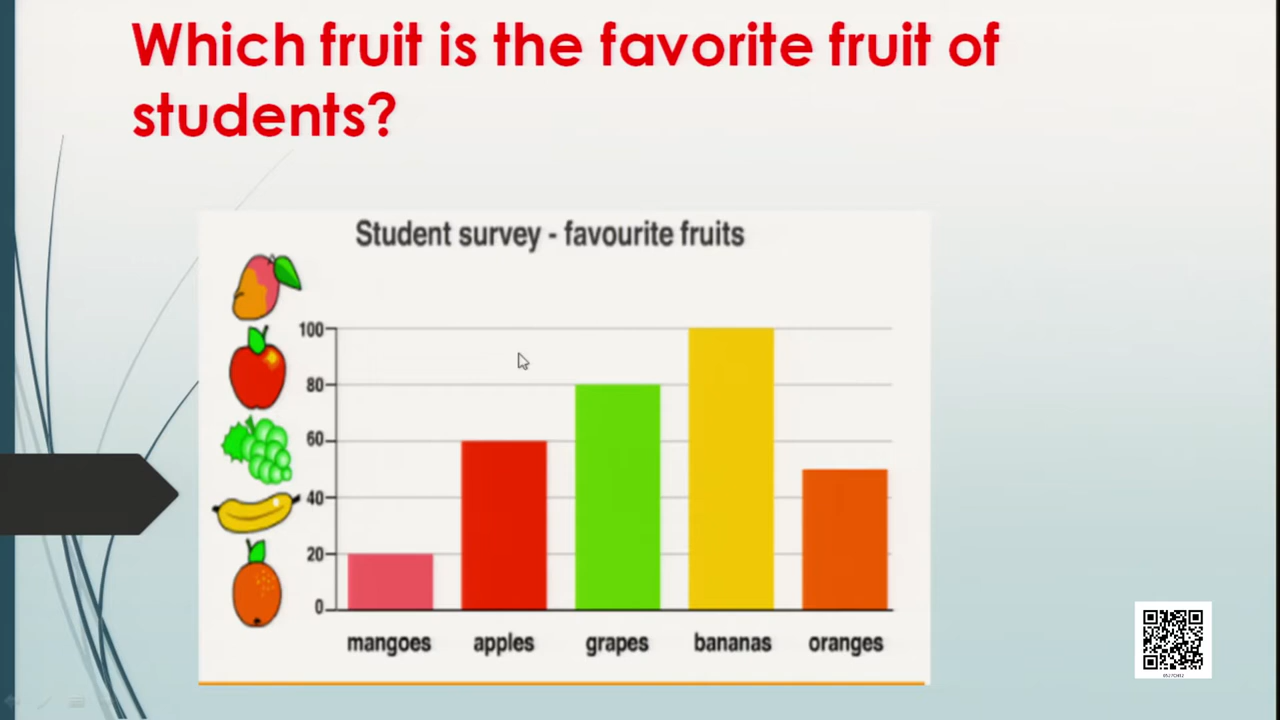 Which fruit is the favorite fruit of
students?
Student survey - favourite fruits
100
80
60
40
20
0
mangoes apples grapes bananas oranges